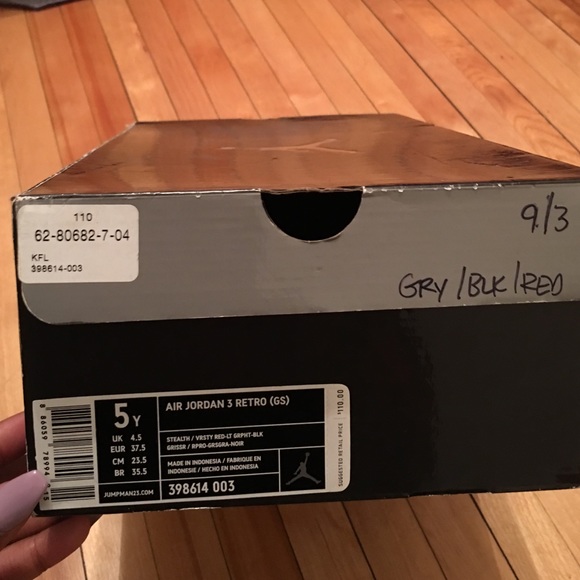 110
62-80682-7-04
KFL
398614-003
9/3
GRY/BLK/RED
5Y
UK 4.5
EUR 37.5
CM 23.5
BR 35.5
JUMPMAN23.COM
AIR JORDAN 3 RETRO (GS)
STEALTH / VRSTY RED-LT GRPHT-BLK
GRISSR / RPRO-GRSGRA-NOIR
MADE IN INDONESIA / FABRIQUE EN
INDONESIE / HECHO EN INDONESIA
398614 003
SUGGESTED RETAIL PRICE
$110.00